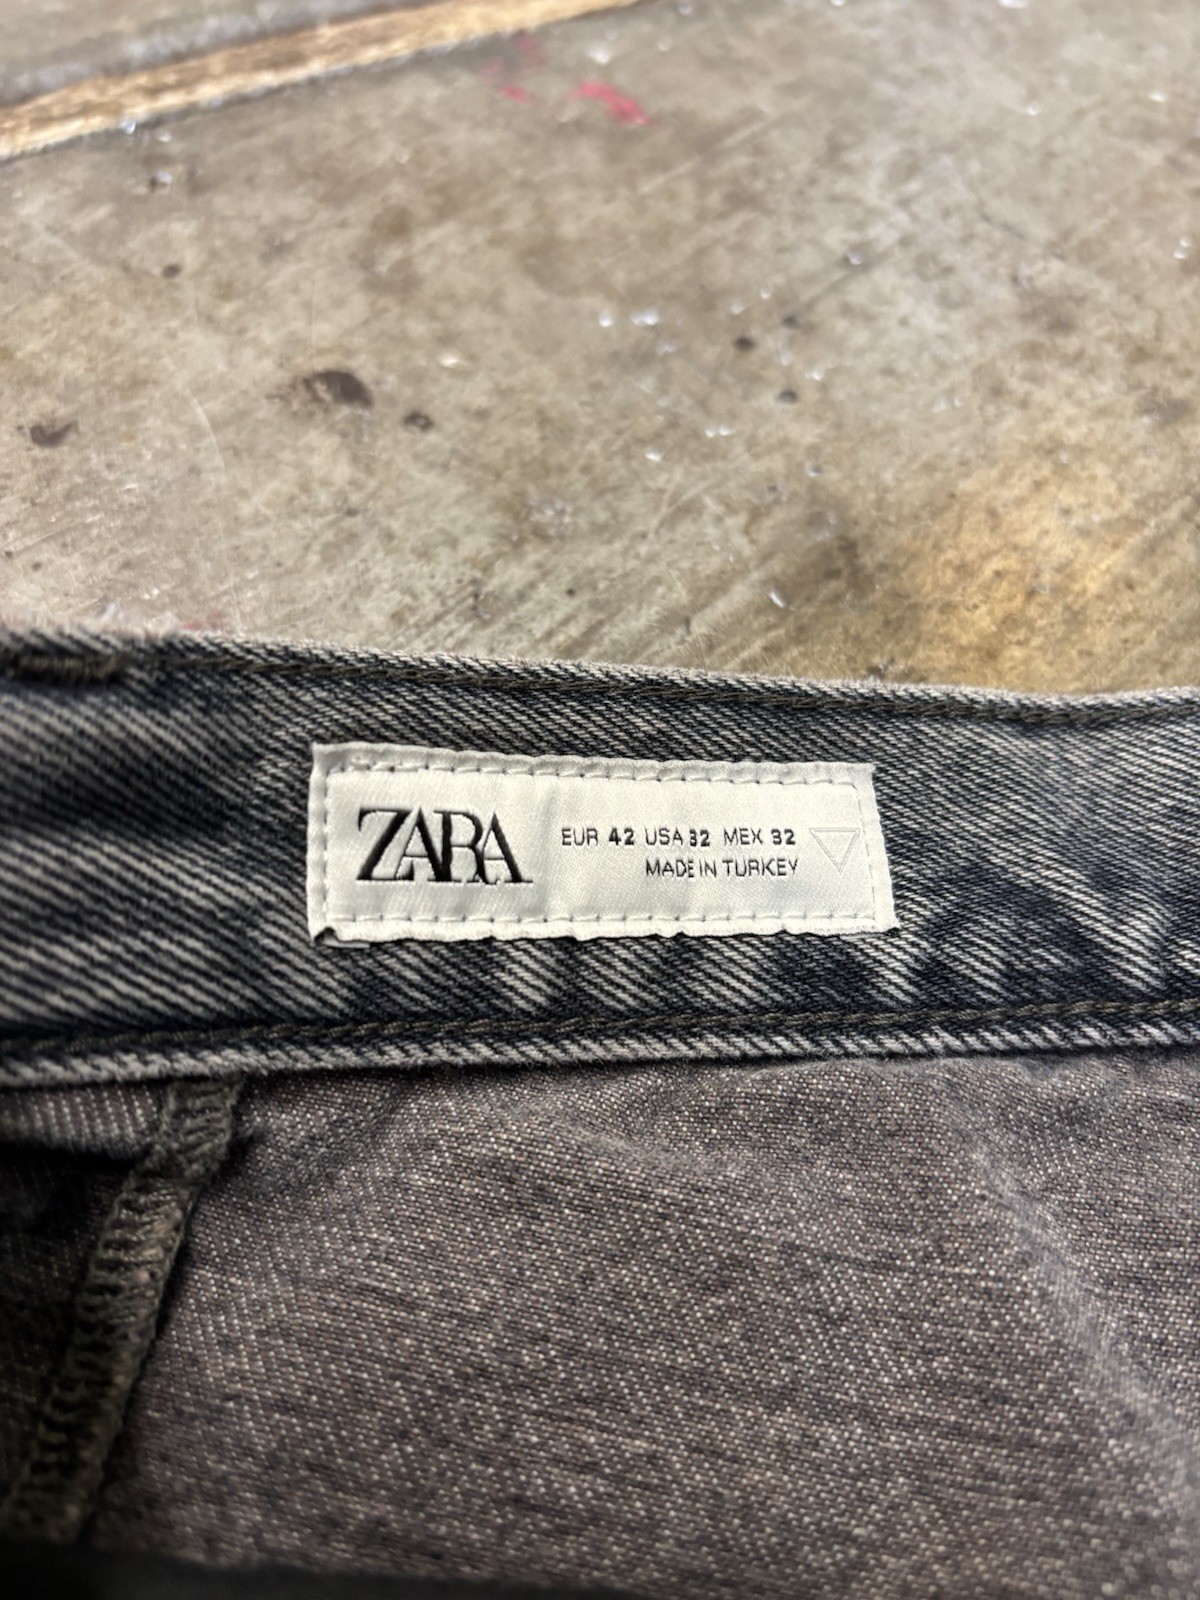 ZARA
EUR 42 USA 32 MEX 32
MADE IN TURKEY